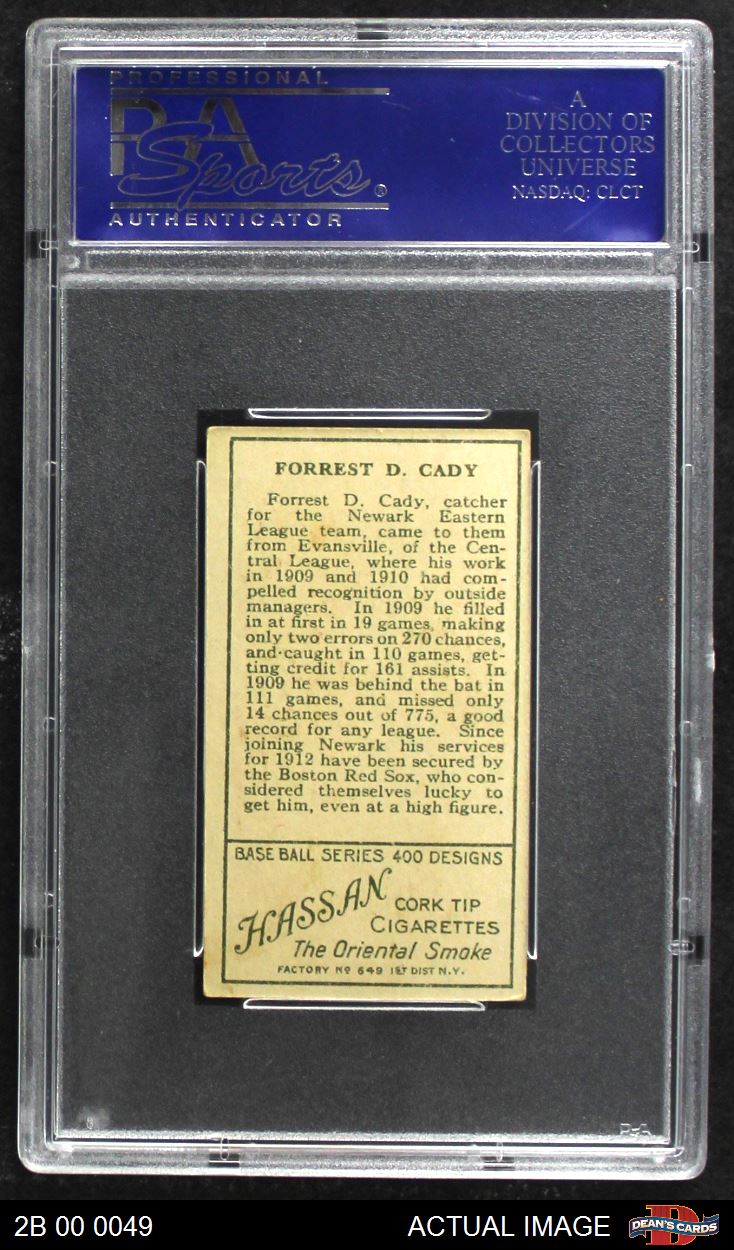 PROFESSIONAL
PSA
Sports®
AUTHENTICATOR
A
DIVISION OF
COLLECTORS
UNIVERSE
NASDAQ: CLCT
FORREST D. CADY
Forrest D. Cady, catcher
for the Newark Eastern
League team, came to them
from Evansville, of the Cen-
tral League, where his work
in 1909 and 1910 had com-
pelled recognition by outside
managers. In 1909 he filled
in at first in 19 games, making
only two errors on 270 chances,
and caught in 110 games, get-
ting credit for 161 assists. In
1909 he was behind the bat in
111 games, and missed only
14 chances out of 775, a good
record for any league. Since
joining Newark his services
for 1912 have been secured by
the Boston Red Sox, who con-
sidered themselves lucky to
get him, even at a high figure.
BASE BALL SERIES 400 DESIGNS
HASSAN CORK TIP
CIGARETTES
The Oriental Smoke
FACTORY No 649 1ST DIST N.Y.
PSA
2B 00 0049 ACTUAL IMAGE DEAN'S CARDS